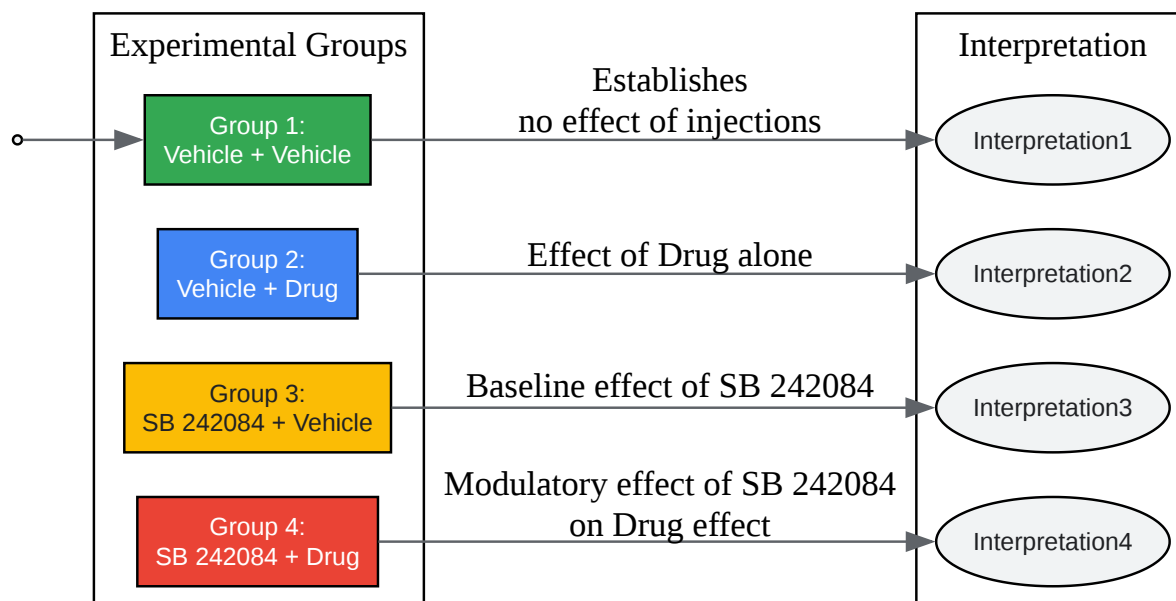 Experimental Groups
Interpretation
Group 1:
Vehicle + Vehicle
Establishes
no effect of injections
Interpretation1
Group 2:
Vehicle + Drug
Effect of Drug alone
Interpretation2
Group 3:
SB 242084 + Vehicle
Baseline effect of SB 242084
Interpretation3
Group 4:
SB 242084 + Drug
Modulatory effect of SB 242084
on Drug effect
Interpretation4